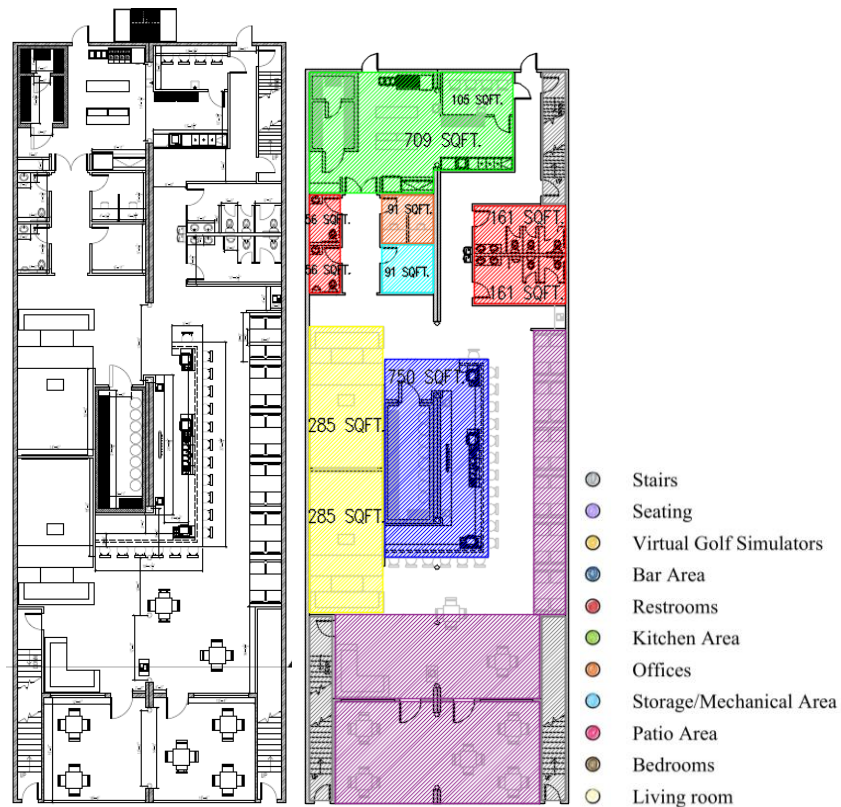 105 SQFT.
709 SQFT.
56 SQFT.
91 SQFT.
161 SQFT.
56 SQFT.
91 SQFT.
161 SQFT.
750 SQFT.
285 SQFT.
285 SQFT.
Stairs
Seating
Virtual Golf Simulators
Bar Area
Restrooms
Kitchen Area
Offices
Storage/Mechanical Area
Patio Area
Bedrooms
Living room